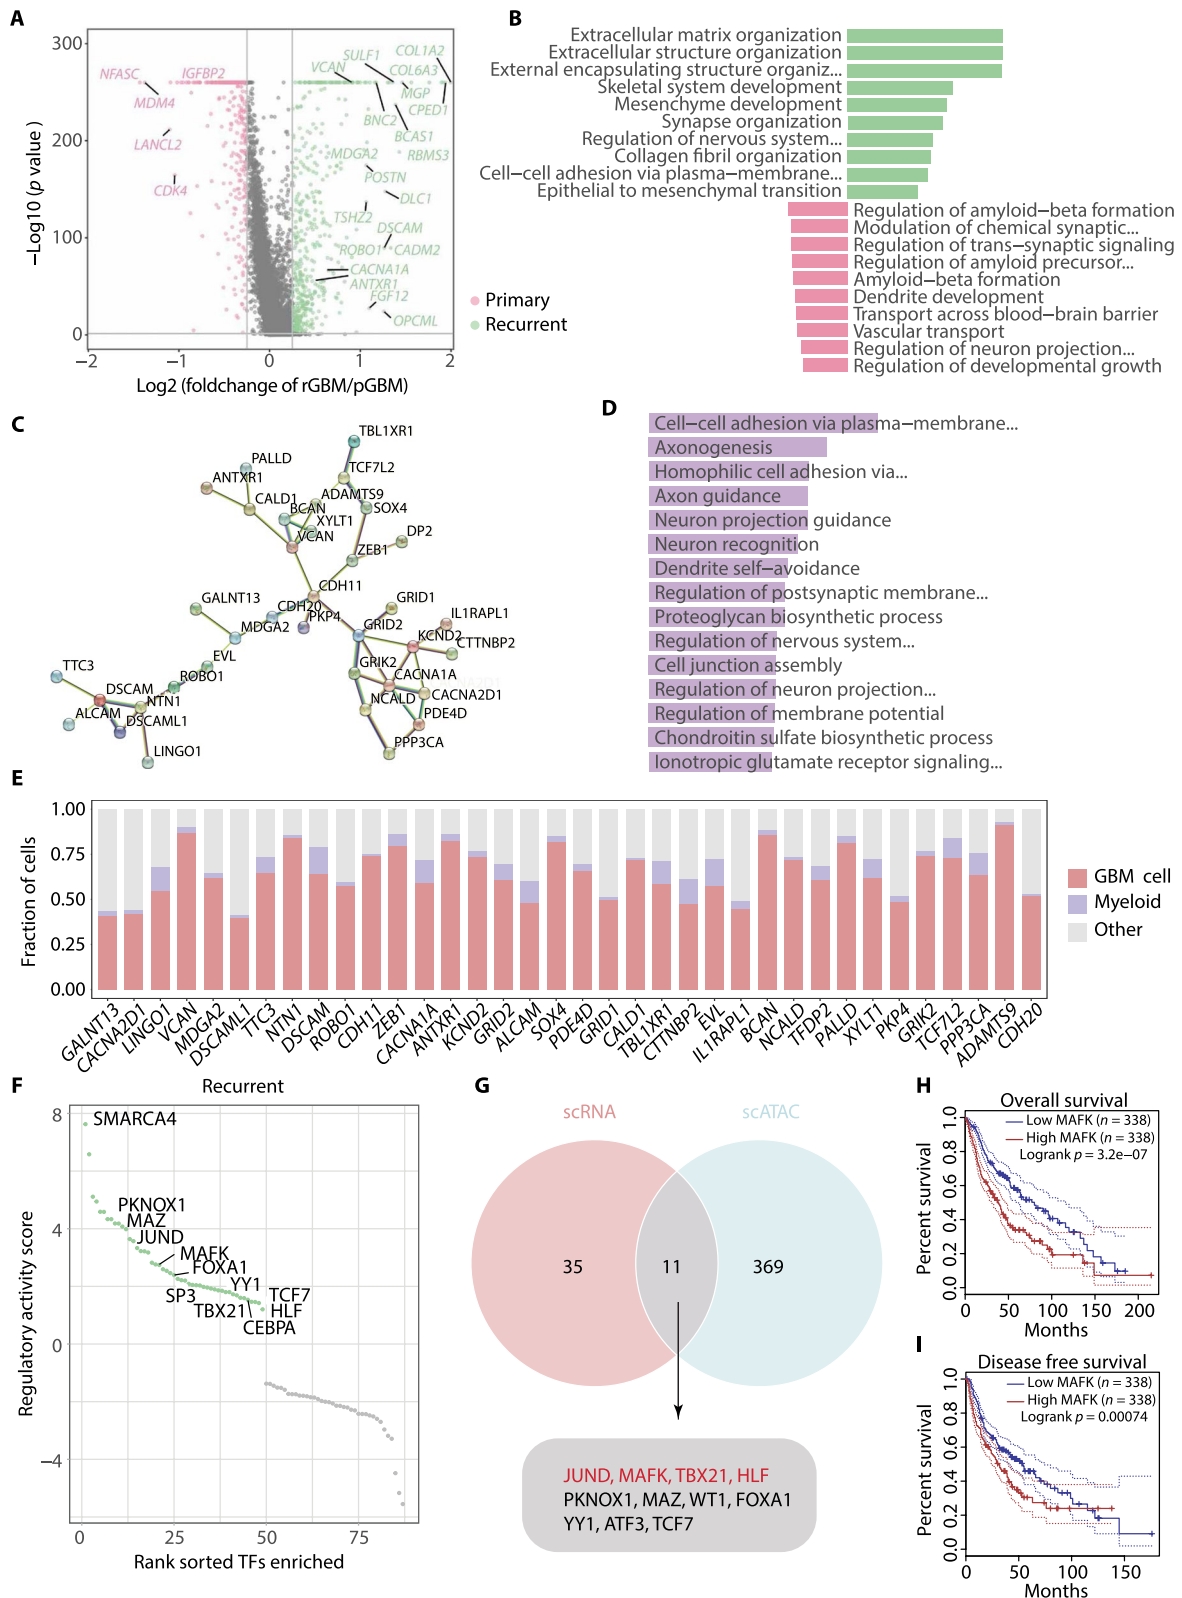 A
300
200
100
0
−Log10 (p value )
−2
−1
0
1
2
Log2 (foldchange of rGBM/pGBM)
NFASC
IGFBP2
MDM4
LANCL2
CDK4
SULF1
COL1A2
VCAN
COL6A3
MGP
CPED1
BNC2
BCAS1
MDGA2
RBMS3
POSTN
DLC1
TSHZ2
DSCAM
ROBO1
CADM2
CACNA1A
ANTXR1
FGF12
OPCML
Primary
Recurrent
B
Extracellular matrix organization
Extracellular structure organization
External encapsulating structure organiz...
Skeletal system development
Mesenchyme development
Synapse organization
Regulation of nervous system...
Collagen fibril organization
Cell−cell adhesion via plasma−membrane...
Epithelial to mesenchymal transition
Regulation of amyloid−beta formation
Modulation of chemical synaptic...
Regulation of trans−synaptic signaling
Regulation of amyloid precursor...
Amyloid−beta formation
Dendrite development
Transport across blood−brain barrier
Vascular transport
Regulation of neuron projection...
Regulation of developmental growth
C
TBL1XR1
PALLD
TCF7L2
ANTXR1
ADAMTS9
CALD1
BCAN
SOX4
XYLT1
VCAN
DP2
ZEB1
CDH11
GALNT13
CDH20
GRID1
PKP4
IL1RAPL1
MDGA2
GRID2
KCND2
CTTNBP2
EVL
TTC3
GRIK2
ROBO1
CACNA1A
DSCAM
NTN1
NCALD
CACNA2D1
ALCAM
DSCAML1
PDE4D
LINGO1
PPP3CA
D
Cell−cell adhesion via plasma−membrane...
Axonogenesis
Homophilic cell adhesion via...
Axon guidance
Neuron projection guidance
Neuron recognition
Dendrite self−avoidance
Regulation of postsynaptic membrane...
Proteoglycan biosynthetic process
Regulation of nervous system...
Cell junction assembly
Regulation of neuron projection...
Regulation of membrane potential
Chondroitin sulfate biosynthetic process
Ionotropic glutamate receptor signaling...
E
1.00
0.75
0.50
0.25
0.00
Fraction of cells
GALNT13
CACNA2D1
LINGO1
VCAN
MDGA2
DSCAML1
TTC3
NTN1
DSCAM
ROBO1
CDH11
ZEB1
CACNA1A
ANTXR1
KCND2
GRID2
ALCAM
SOX4
PDE4D
GRID1
CALD1
TBL1XR1
CTTNBP2
EVL
IL1RAPL1
BCAN
NCALD
TFDP2
PALLD
XYLT1
PKP4
GRIK2
TCF7L2
PPP3CA
ADAMTS9
CDH20
GBM cell
Myeloid
Other
F
Recurrent
8
4
0
−4
Regulatory activity score
SMARCA4
PKNOX1
MAZ
JUND
MAFK
FOXA1
YY1
SP3
TCF7
TBX21
HLF
CEBPA
0
25
50
75
Rank sorted TFs enriched
G
scRNA
scATAC
35
11
369
JUND, MAFK, TBX21, HLF
PKNOX1, MAZ, WT1, FOXA1
YY1, ATF3, TCF7
H
Overall survival
Low MAFK (n = 338)
High MAFK (n = 338)
Logrank p = 3.2e−07
Percent survival
1.0
0.8
0.6
0.4
0.2
0.0
0
50
100
150
200
Months
I
Disease free survival
Low MAFK (n = 338)
High MAFK (n = 338)
Logrank p = 0.00074
Percent survival
1.0
0.8
0.6
0.4
0.2
0.0
0
50
100
150
Months